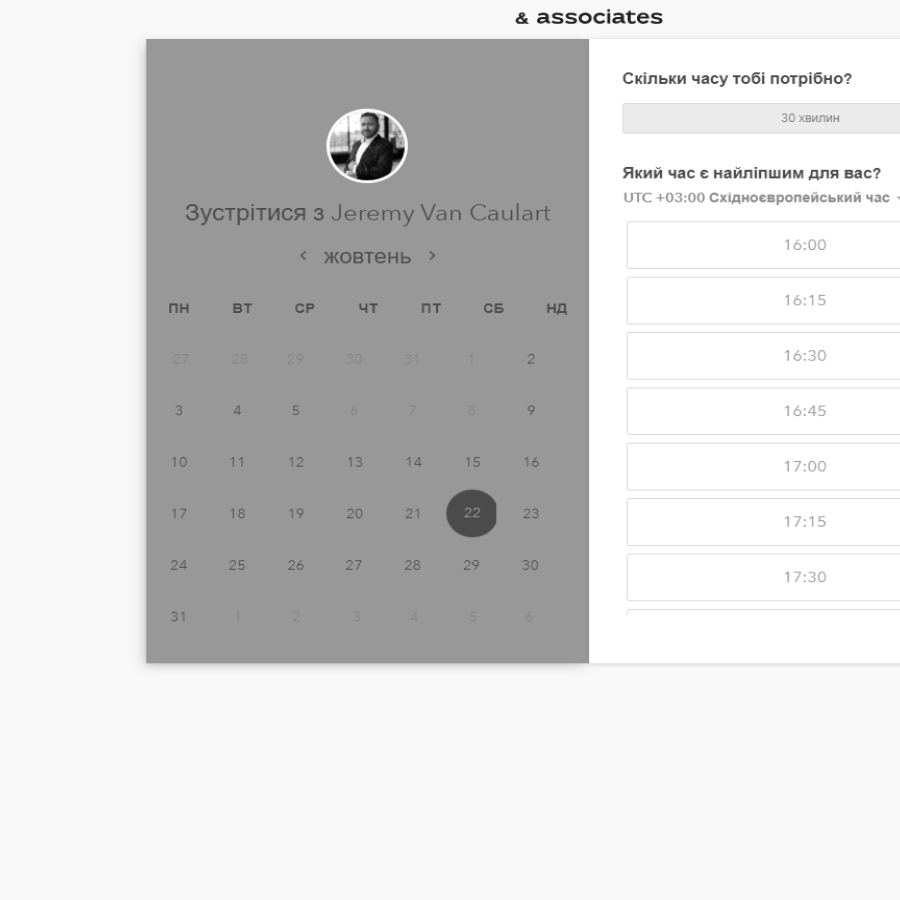 & associates
Зустрітися з Jeremy Van Caulart
жовтень
ПН ВТ СР ЧТ ПТ СБ НД
27 28 29 30 31 1 2
3 4 5 6 7 8 9
10 11 12 13 14 15 16
17 18 19 20 21 22 23
24 25 26 27 28 29 30
31 1 2 3 4 5 6
Скільки часу тобі потрібно?
30 хвилин
Який час є найліпшим для вас?
UTC +03:00 Східноєвропейський час
16:00
16:15
16:30
16:45
17:00
17:15
17:30